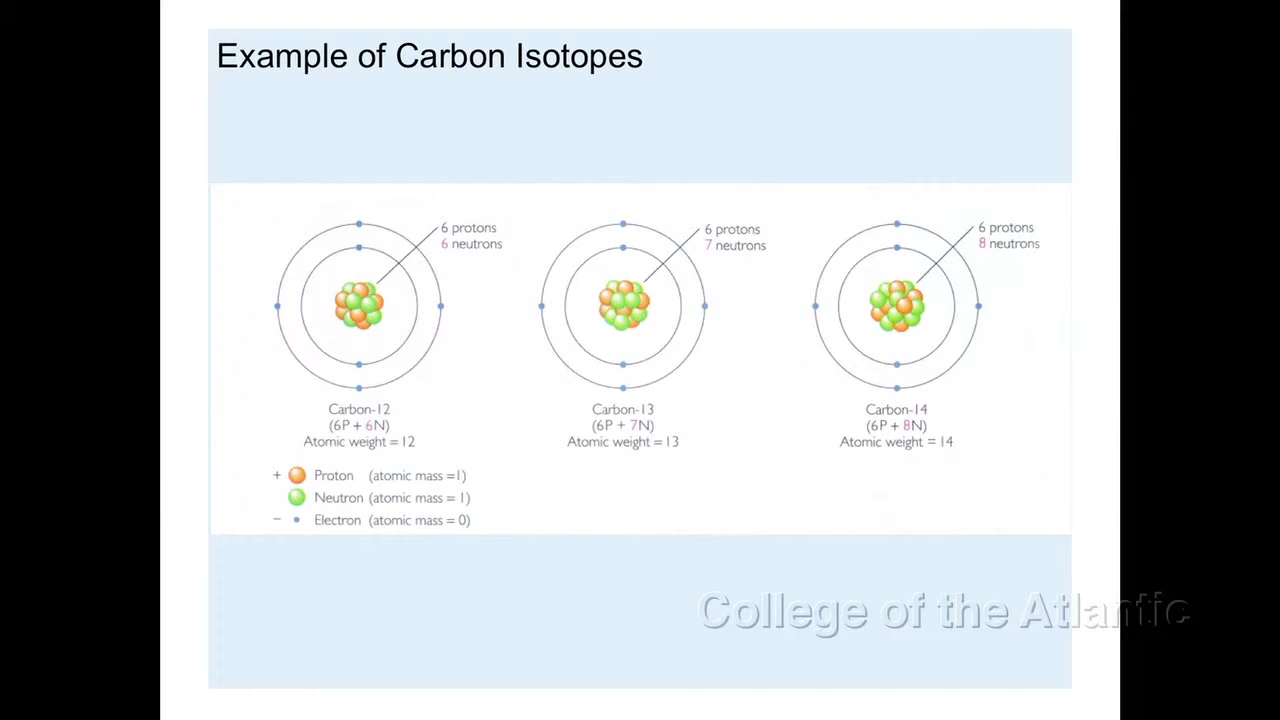 Example of Carbon Isotopes
6 protons
6 neutrons
6 protons
7 neutrons
6 protons
8 neutrons
Carbon-12
(6P + 6N)
Atomic weight = 12
Carbon-13
(6P + 7N)
Atomic weight = 13
Carbon-14
(6P + 8N)
Atomic weight = 14
+ Proton (atomic mass =1)
Neutron (atomic mass = 1)
− Electron (atomic mass = 0)
College of the Atlantic